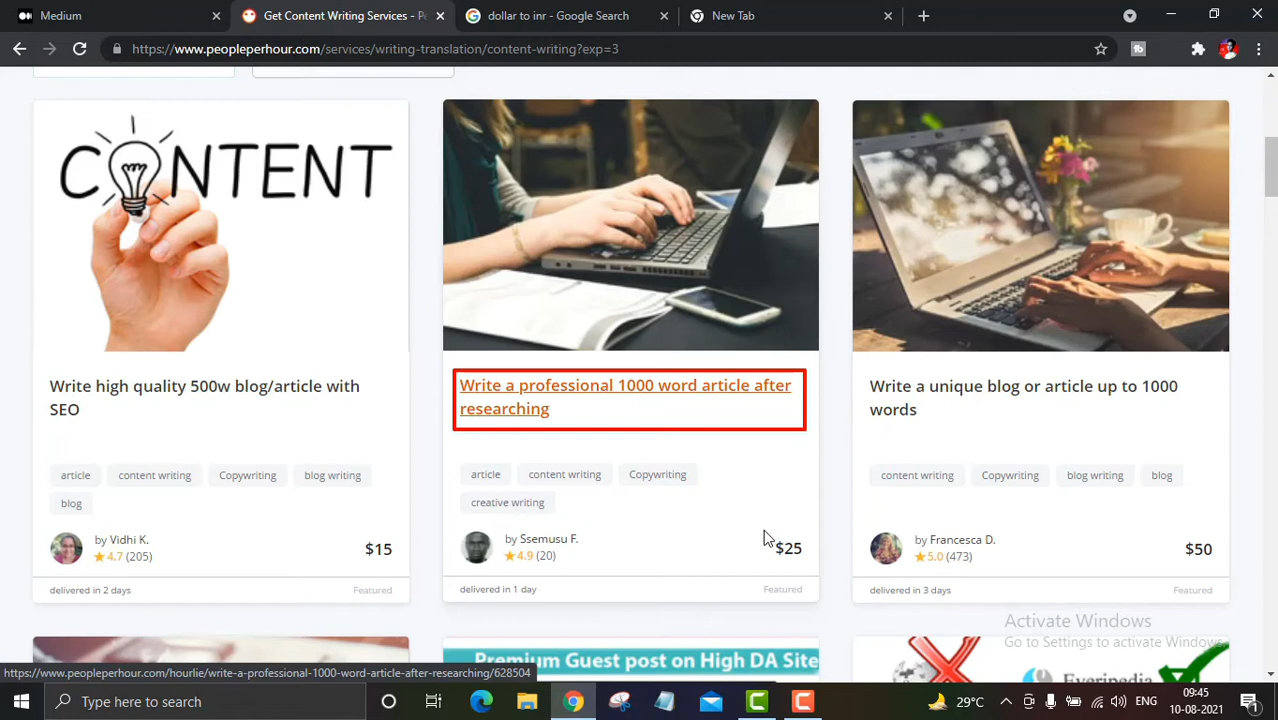 Medium
Get Content Writing Services - Pe
dollar to inr - Google Search
New Tab
https://www.peopleperhour.com/services/writing-translation/content-writing?exp=3
CONTENT
Write high quality 500w blog/article with
SEO
article
content writing
Copywriting
blog writing
blog
by Vidhi K.
4.7 (205)
$15
delivered in 2 days
Featured
Write a professional 1000 word article after
researching
article
content writing
Copywriting
creative writing
by Ssemusu F.
4.9 (20)
$25
delivered in 1 day
Featured
Write a unique blog or article up to 1000
words
content writing
Copywriting
blog writing
blog
by Francesca D.
5.0 (473)
$50
delivered in 3 days
Featured
Activate Windows
Go to Settings to activate Windows.
Premium Guest post on High DA Site
Everipedia
https://www.peopleperhour.com/hourlie/write-a-professional-1000-word-article-after-researching/628504
Type here to search
29°C
ENG
09:45
10-08-2021
1